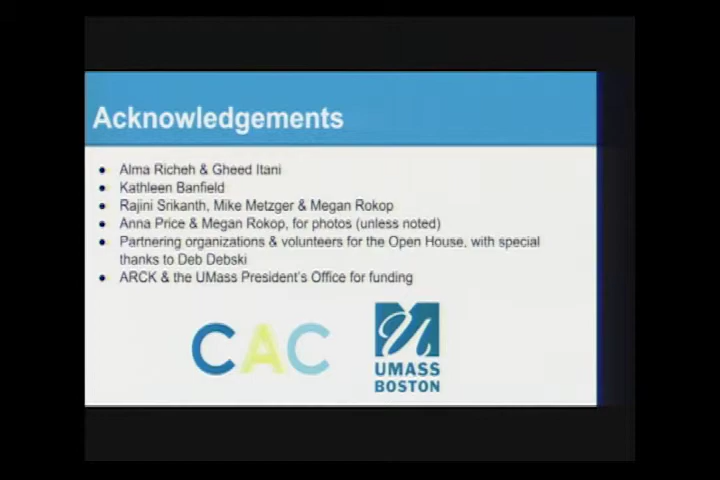 Acknowledgements
● Alma Richeh & Gheed Itani
● Kathleen Banfield
● Rajini Srikanth, Mike Metzger & Megan Rokop
● Anna Price & Megan Rokop, for photos (unless noted)
● Partnering organizations & volunteers for the Open House, with special
thanks to Deb Debski
● ARCK & the UMass President's Office for funding
CAC
UMASS
BOSTON